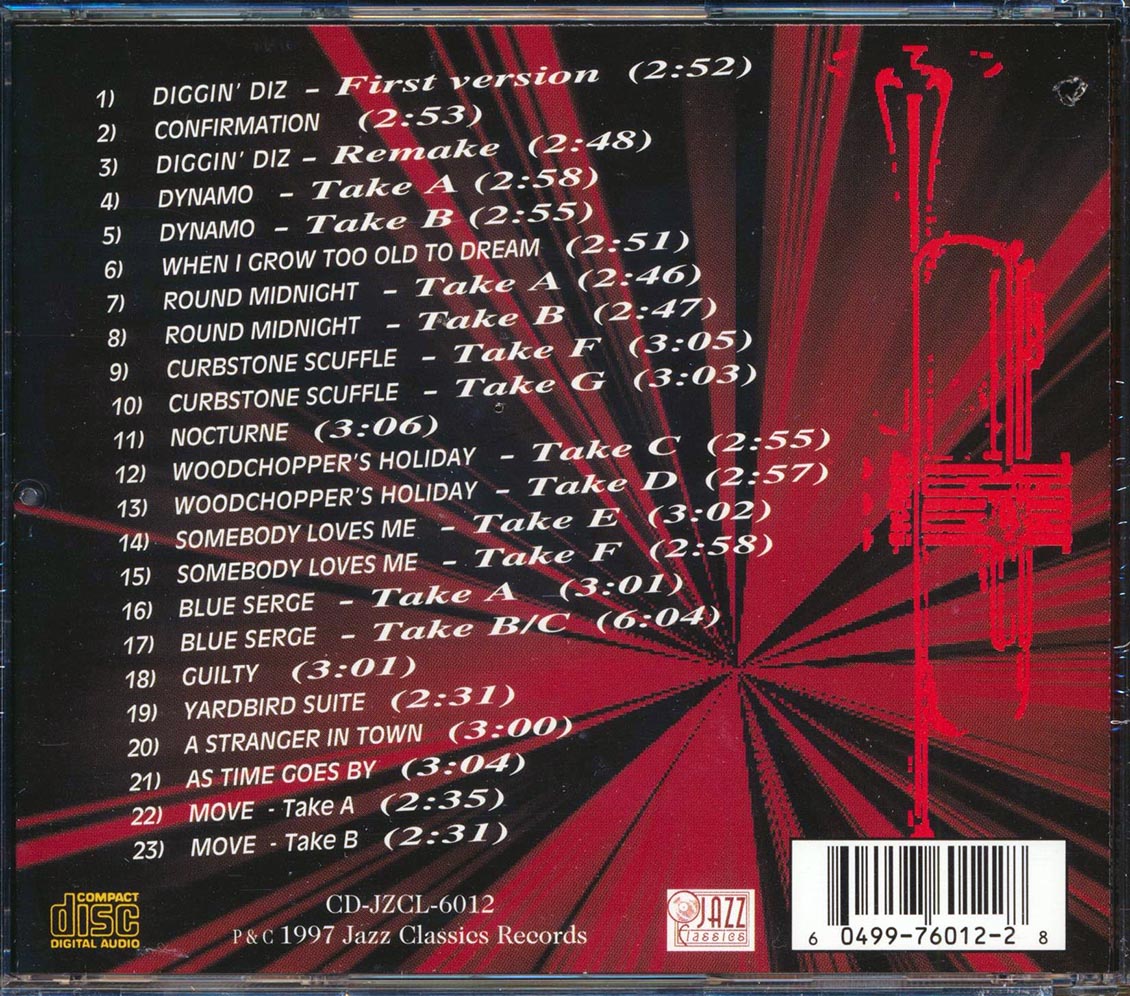 1) DIGGIN' DIZ - First version (2:52)
2) CONFIRMATION (2:53)
3) DIGGIN' DIZ - Remake (2:48)
4) DYNAMO - Take A (2:58)
5) DYNAMO - Take B (2:55)
6) WHEN I GROW TOO OLD TO DREAM (2:51)
7) ROUND MIDNIGHT - Take A (2:46)
8) ROUND MIDNIGHT - Take B (2:47)
9) CURBSTONE SCUFFLE - Take F (3:05)
10) CURBSTONE SCUFFLE - Take G (3:03)
11) NOCTURNE (3:06)
12) WOODCHOPPER'S HOLIDAY - Take C (2:55)
13) WOODCHOPPER'S HOLIDAY - Take D (2:57)
14) SOMEBODY LOVES ME - Take E (3:02)
15) SOMEBODY LOVES ME - Take F (2:58)
16) BLUE SERGE - Take A (3:01)
17) BLUE SERGE - Take B/C (6:04)
18) GUILTY (3:01)
19) YARDBIRD SUITE (2:31)
20) A STRANGER IN TOWN (3:00)
21) AS TIME GOES BY (3:04)
22) MOVE - Take A (2:35)
23) MOVE - Take B (2:31)
COMPACT
disc
DIGITAL AUDIO
CD-JZCL-6012
P & C 1997 Jazz Classics Records
JAZZ
Classics
6 0499-76012-2 8